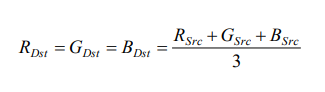 R_Dst = G_Dst = B_Dst = (R_Src + G_Src + B_Src) / 3